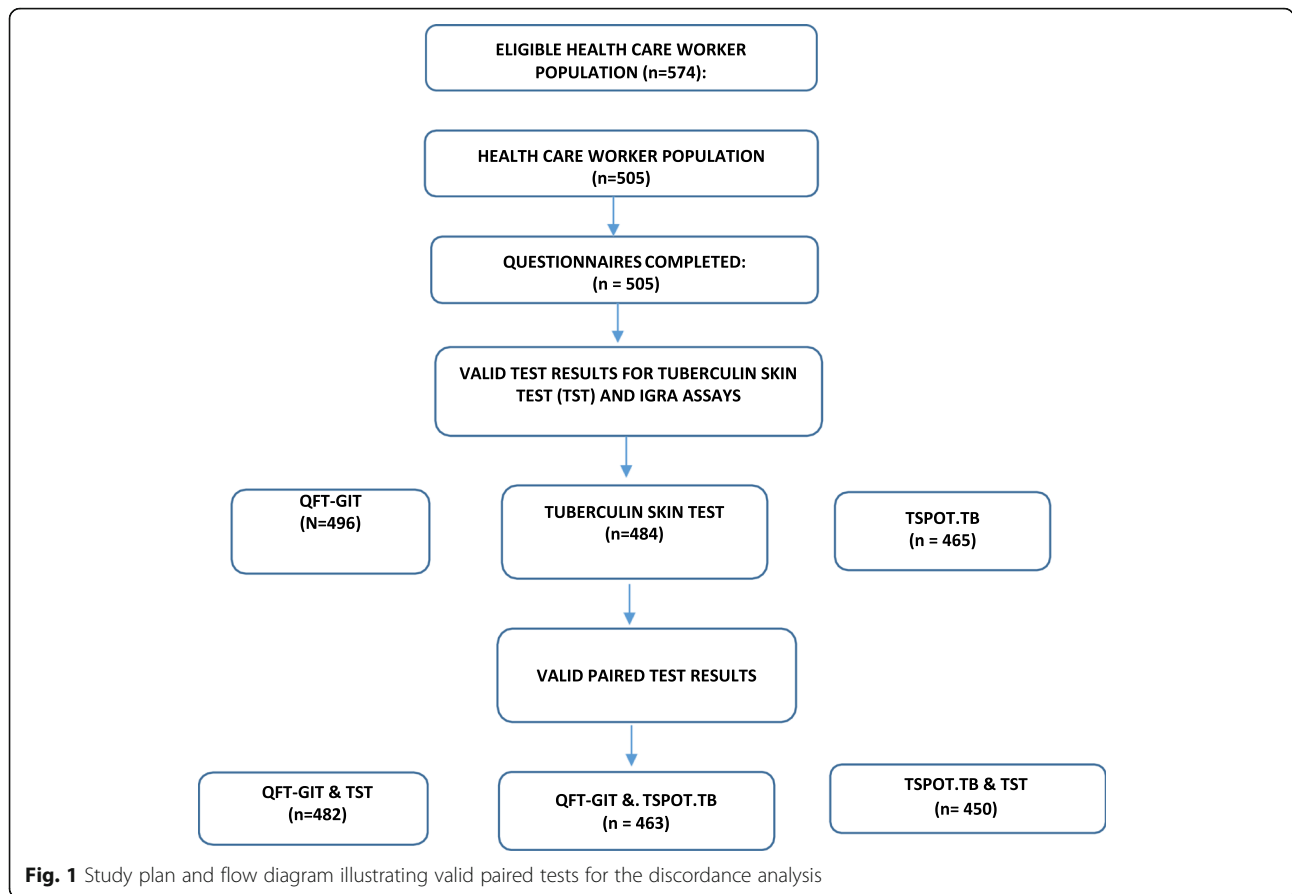 ELIGIBLE HEALTH CARE WORKER
POPULATION (n=574):
HEALTH CARE WORKER POPULATION
(n=505)
QUESTIONNAIRES COMPLETED:
(n = 505)
VALID TEST RESULTS FOR TUBERCULIN SKIN
TEST (TST) AND IGRA ASSAYS
QFT-GIT
(N=496)
TUBERCULIN SKIN TEST
(n=484)
TSPOT.TB
(n = 465)
VALID PAIRED TEST RESULTS
QFT-GIT & TST
(n=482)
QFT-GIT &. TSPOT.TB
(n = 463)
TSPOT.TB & TST
(n= 450)
Fig. 1 Study plan and flow diagram illustrating valid paired tests for the discordance analysis